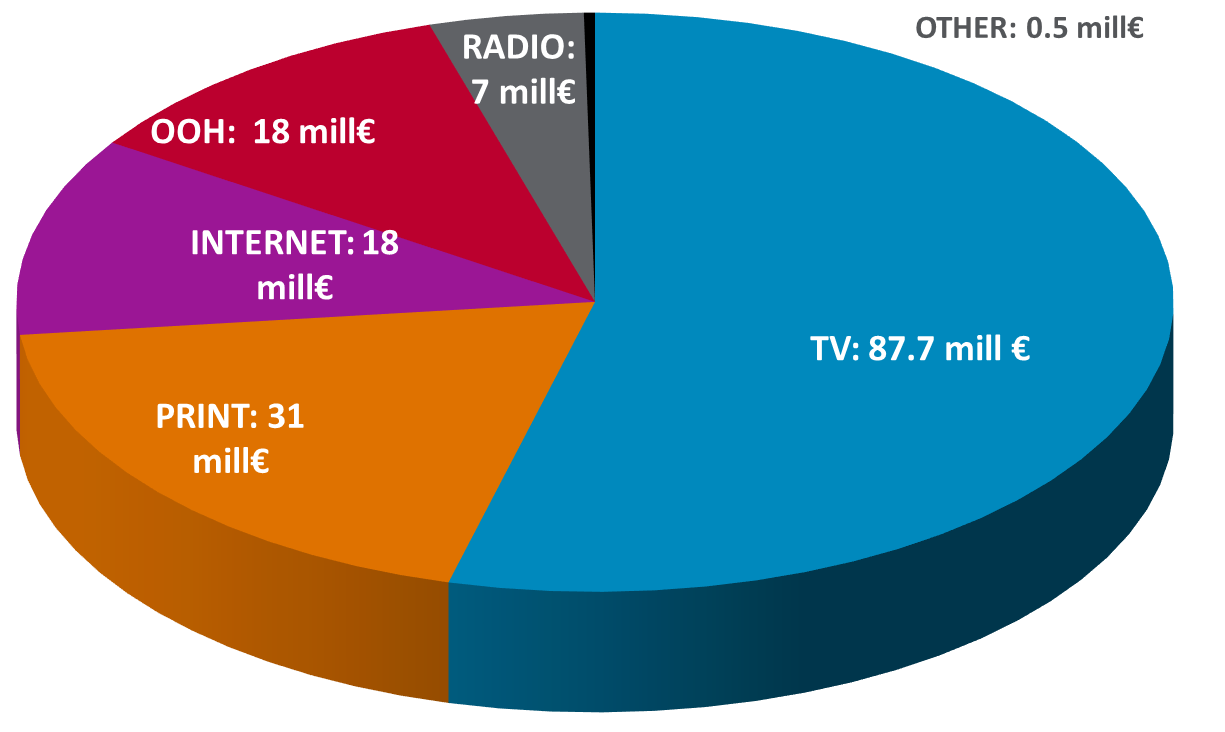 OTHER: 0.5 mill€
RADIO:
7 mill€
OOH:  18 mill€
INTERNET: 18
mill€
TV: 87.7 mill €
PRINT: 31
mill€